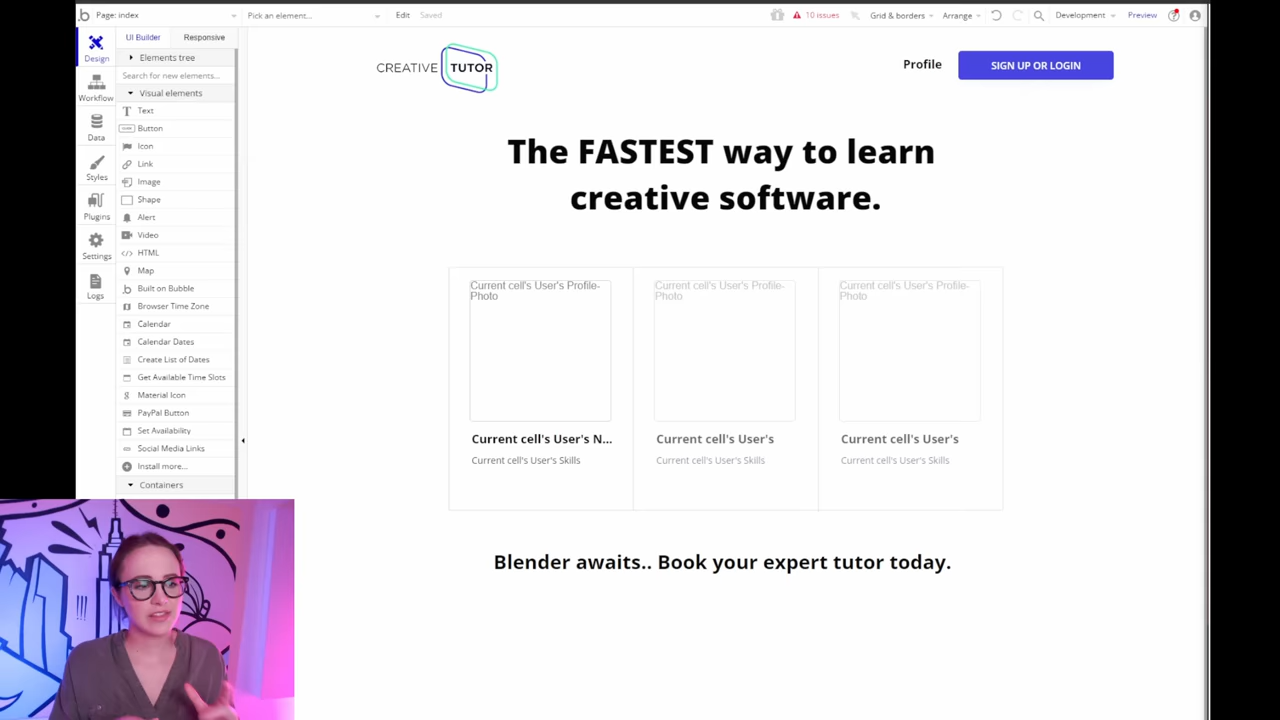 Page: index
Pick an element...
Edit
Saved
10 issues
Grid & borders
Arrange
Development
Preview
Design
Workflow
Data
Styles
Plugins
Settings
Logs
UI Builder
Responsive
Elements tree
Search for new elements...
Visual elements
Text
Button
Icon
Link
Image
Shape
Alert
Video
</> HTML
Map
Built on Bubble
Browser Time Zone
Calendar
Calendar Dates
Create List of Dates
Get Available Time Slots
Material Icon
PayPal Button
Set Availability
Social Media Links
Install more...
Containers
CREATIVE TUTOR
Profile
SIGN UP OR LOGIN
The FASTEST way to learn
creative software.
Current cell's User's Profile-
Photo
Current cell's User's N...
Current cell's User's Skills
Current cell's User's Profile-
Photo
Current cell's User's
Current cell's User's Skills
Current cell's User's Profile-
Photo
Current cell's User's
Current cell's User's Skills
Blender awaits.. Book your expert tutor today.